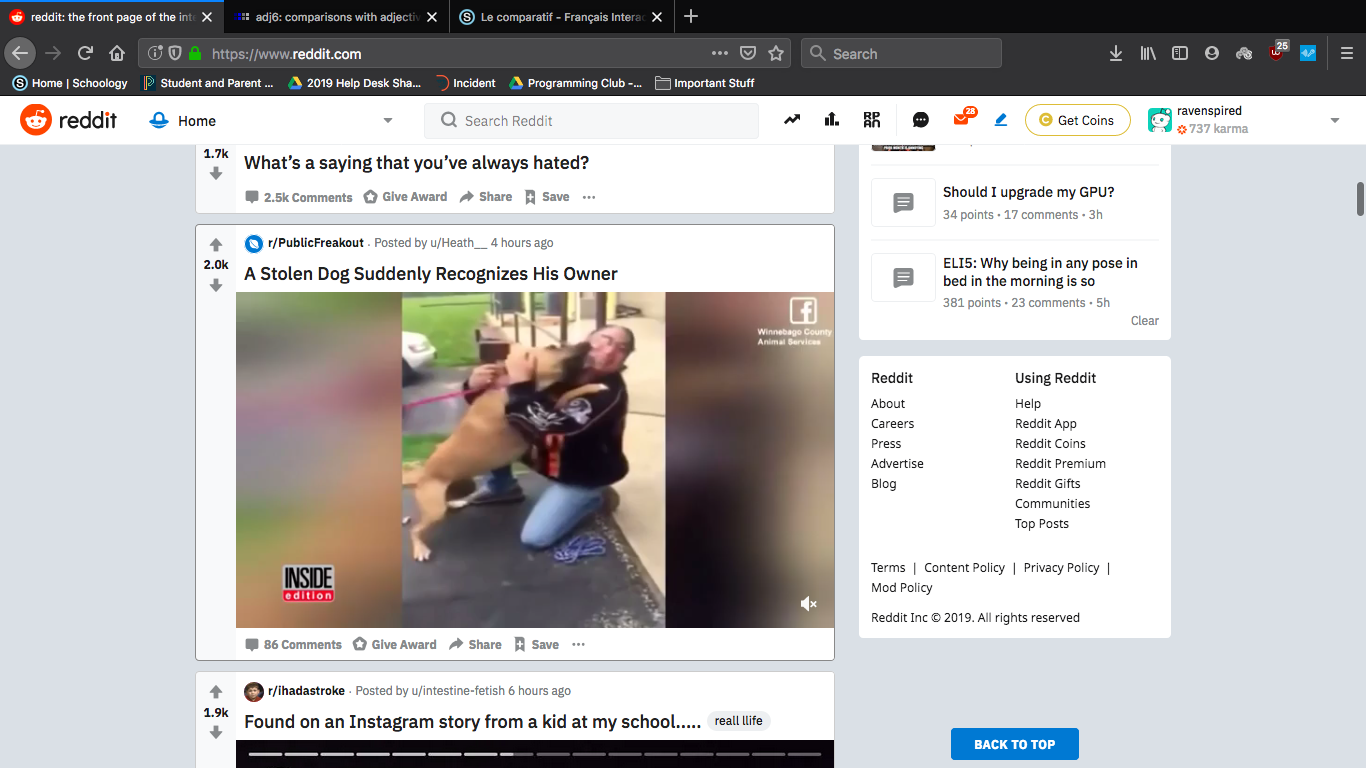 reddit: the front page of the inte
adj6: comparisons with adjectiv
Le comparatif - Français Interac
https://www.reddit.com
Search
25
Home | Schoology
Student and Parent ...
2019 Help Desk Sha...
Incident
Programming Club -...
Important Stuff
reddit
Home
Search Reddit
28
Get Coins
ravenspired
737 karma
1.7k
What's a saying that you've always hated?
2.5k Comments Give Award Share Save
2.0k
r/PublicFreakout · Posted by u/Heath__ 4 hours ago
A Stolen Dog Suddenly Recognizes His Owner
Winnebago County
Animal Services
INSIDE
edition
86 Comments Give Award Share Save
1.9k
r/ihadastroke · Posted by u/intestine-fetish 6 hours ago
Found on an Instagram story from a kid at my school..... reall llife
Should I upgrade my GPU?
34 points • 17 comments • 3h
ELI5: Why being in any pose in
bed in the morning is so
381 points • 23 comments • 5h
Clear
Reddit
About
Careers
Press
Advertise
Blog
Using Reddit
Help
Reddit App
Reddit Coins
Reddit Premium
Reddit Gifts
Communities
Top Posts
Terms | Content Policy | Privacy Policy |
Mod Policy
Reddit Inc © 2019. All rights reserved
BACK TO TOP